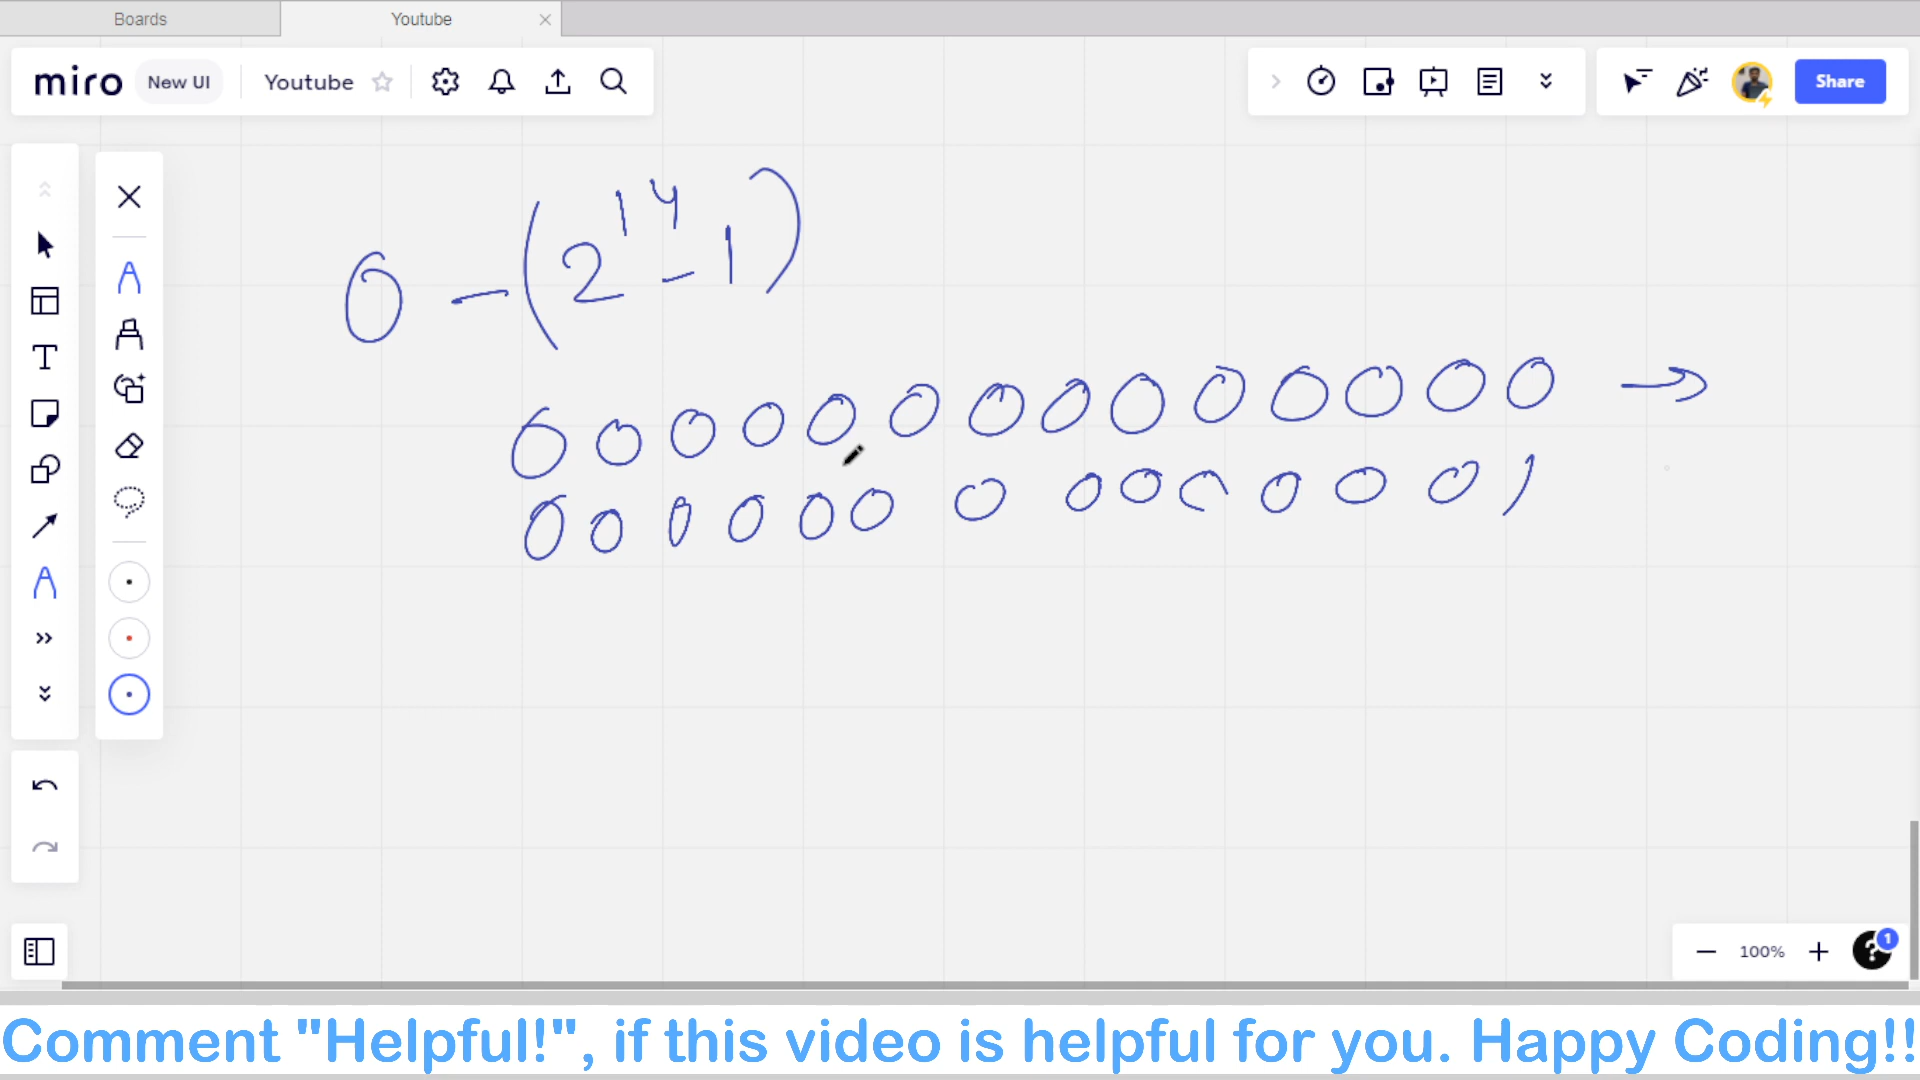 Boards
Youtube
miro New UI Youtube
Share
0 - (2^14 - 1)
0 0 0 0 0 0 0 0 0 0 0 0 0 0 →
0 0 0 0 0 0 0 0 0 0 0 0 0 1
100%
1
Comment "Helpful!", if this video is helpful for you. Happy Coding!!